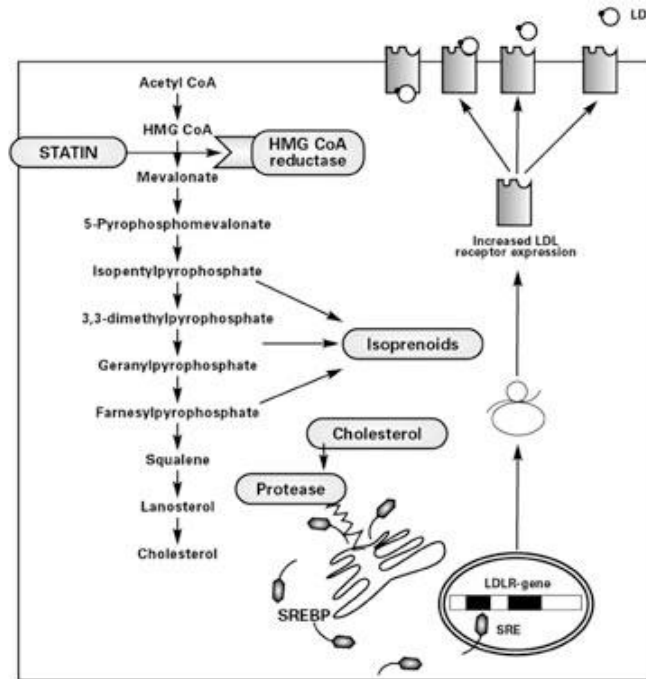 LD
Acetyl CoA
HMG CoA
STATIN
HMG CoA
reductase
Mevalonate
5-Pyrophosphomevalonate
Isopentylpyrophosphate
3,3-dimethylpyrophosphate
Isoprenoids
Geranylpyrophosphate
Farnesylpyrophosphate
Squalene
Lanosterol
Cholesterol
Cholesterol
Protease
SREBP
Increased LDL
receptor expression
LDLR-gene
SRE